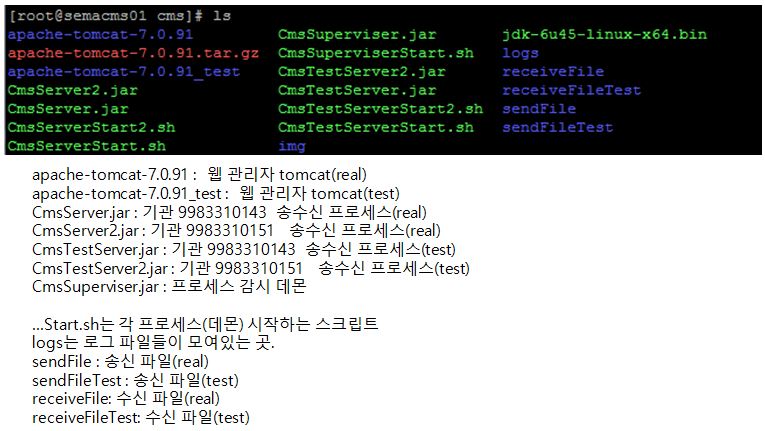 [root@semacms01 cms]# ls
apache-tomcat-7.0.91 CmsSuperviser.jar jdk-6u45-linux-x64.bin
apache-tomcat-7.0.91.tar.gz CmsSuperviserStart.sh logs
apache-tomcat-7.0.91_test CmsTestServer2.jar receiveFile
CmsServer2.jar CmsTestServer.jar receiveFileTest
CmsServer.jar CmsTestServerStart2.sh sendFile
CmsServerStart2.sh CmsTestServerStart.sh sendFileTest
CmsServerStart.sh img
apache-tomcat-7.0.91 : 웹 관리자 tomcat(real)
apache-tomcat-7.0.91_test : 웹 관리자 tomcat(test)
CmsServer.jar : 기관 9983310143 송수신 프로세스(real)
CmsServer2.jar : 기관 9983310151 송수신 프로세스(real)
CmsTestServer.jar : 기관 9983310143 송수신 프로세스(test)
CmsTestServer2.jar : 기관 9983310151 송수신 프로세스(test)
CmsSuperviser.jar : 프로세스 감시 데몬
...Start.sh는 각 프로세스(데몬) 시작하는 스크립트
logs는 로그 파일들이 모여있는 곳.
sendFile : 송신 파일(real)
sendFileTest : 송신 파일(test)
receiveFile: 수신 파일(real)
receiveFileTest: 수신 파일(test)